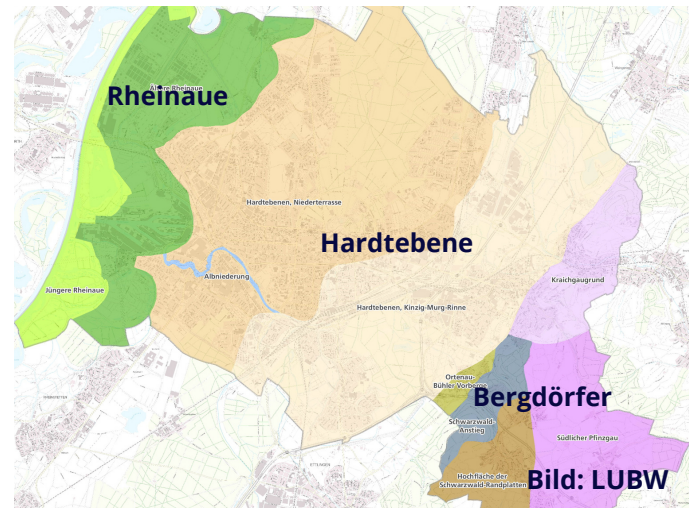 Rheinaue
Ältere Rheinaue
Hardtebenen, Niederterrasse
Hardtebene
Albniederung
Jüngere Rheinaue
Kraichgaugrund
Hardtebenen, Kinzig-Murg-Rinne
Ortenau-
Bühler Vorberge
Bergdörfer
Schwarzwald-
Anstieg
Südlicher Pfinzgau
Hochfläche der
Schwarzwald-Randplatten
Bild: LUBW
ETTLINGEN